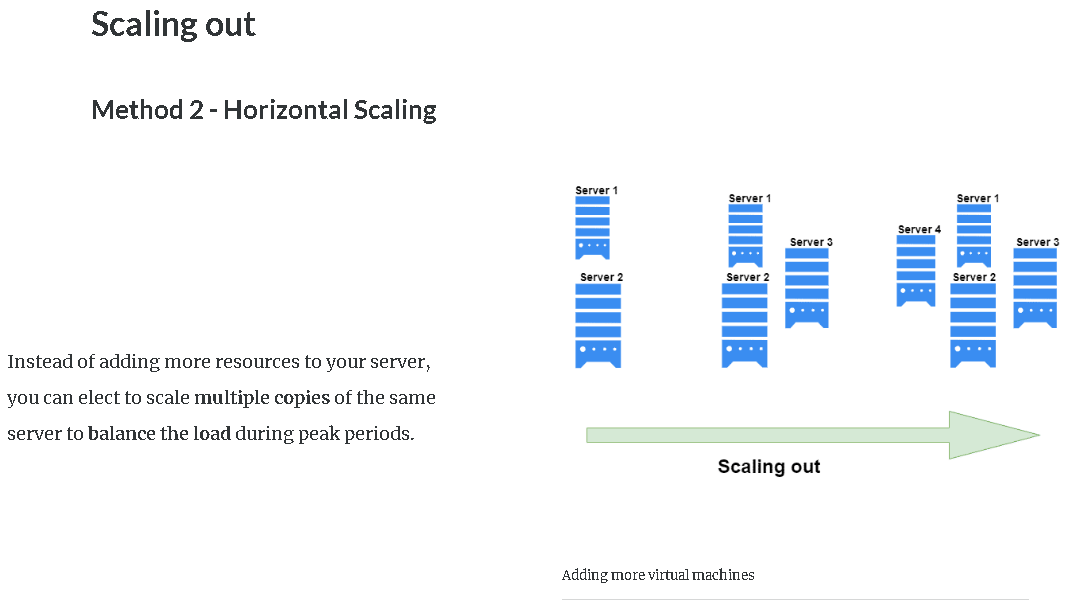 Scaling out
Method 2 - Horizontal Scaling
Instead of adding more resources to your server,
you can elect to scale multiple copies of the same
server to balance the load during peak periods.
Server 1
Server 2
Server 1
Server 3
Server 2
Server 1
Server 4
Server 3
Server 2
Scaling out
Adding more virtual machines